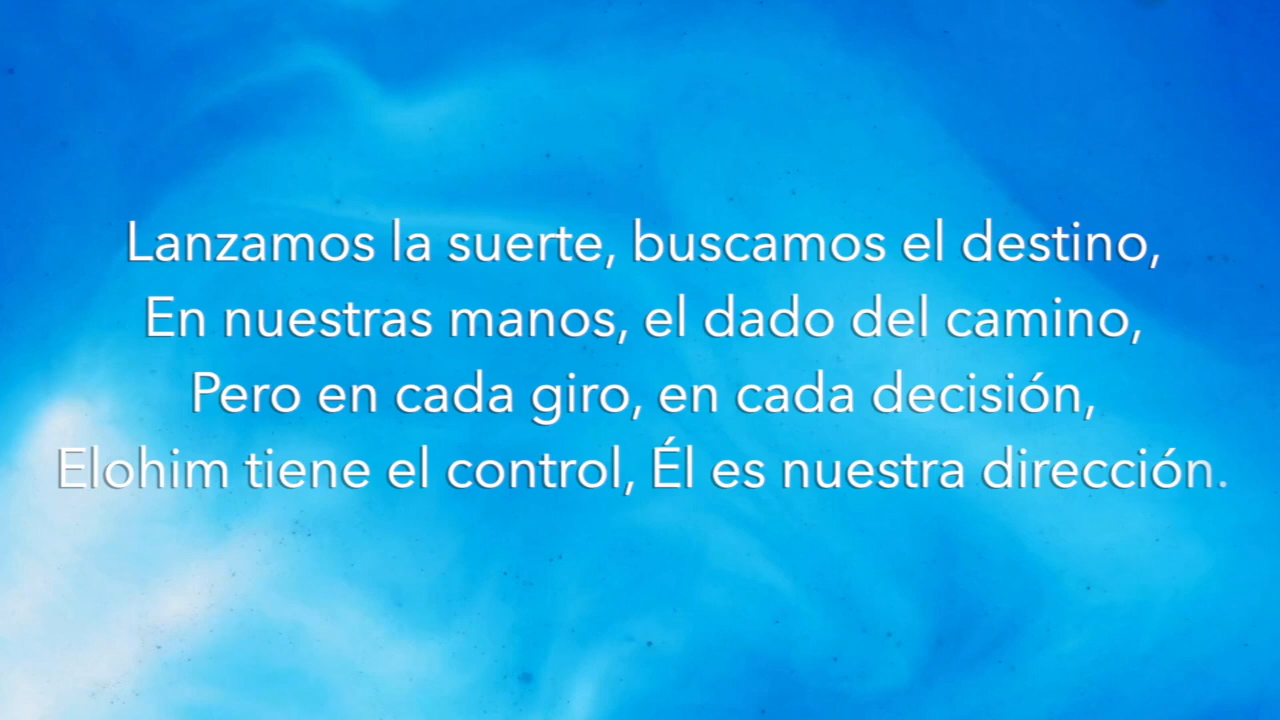 Lanzamos la suerte, buscamos el destino,
En nuestras manos, el dado del camino,
Pero en cada giro, en cada decisión,
Elohim tiene el control, Él es nuestra dirección.